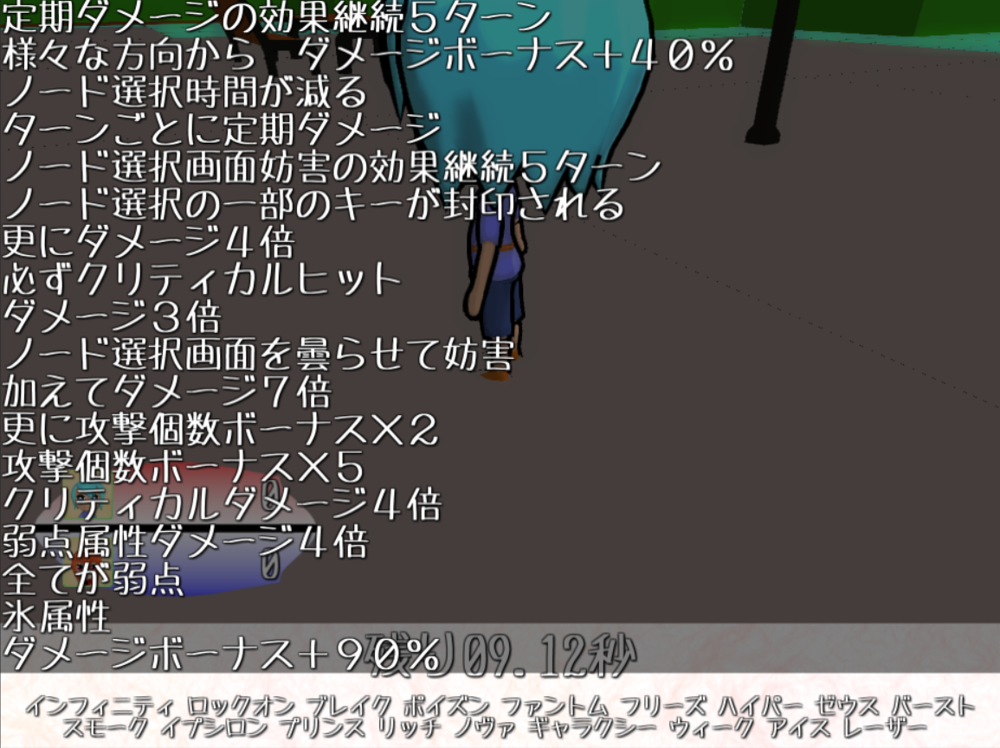 定期ダメージの効果継続５ターン
様々な方向から　ダメージボーナス＋４０％
ノード選択時間が減る
ターンごとに定期ダメージ
ノード選択画面妨害の効果継続５ターン
ノード選択の一部のキーが封印される
更にダメージ４倍
必ずクリティカルヒット
ダメージ３倍
ノード選択画面を曇らせて妨害
加えてダメージ７倍
更に攻撃個数ボーナス×２
攻撃個数ボーナス×５
クリティカルダメージ４倍
0
弱点属性ダメージ４倍
0
全てが弱点
氷属性
ダメージボーナス＋９０％
残り09.12秒
インフィニティ ロックオン ブレイク ポイズン ファントム フリーズ ハイパー ゼウス バースト
スモーク イプシロン プリンス リッチ ノヴァ ギャラクシー ウィーク アイス レーザー